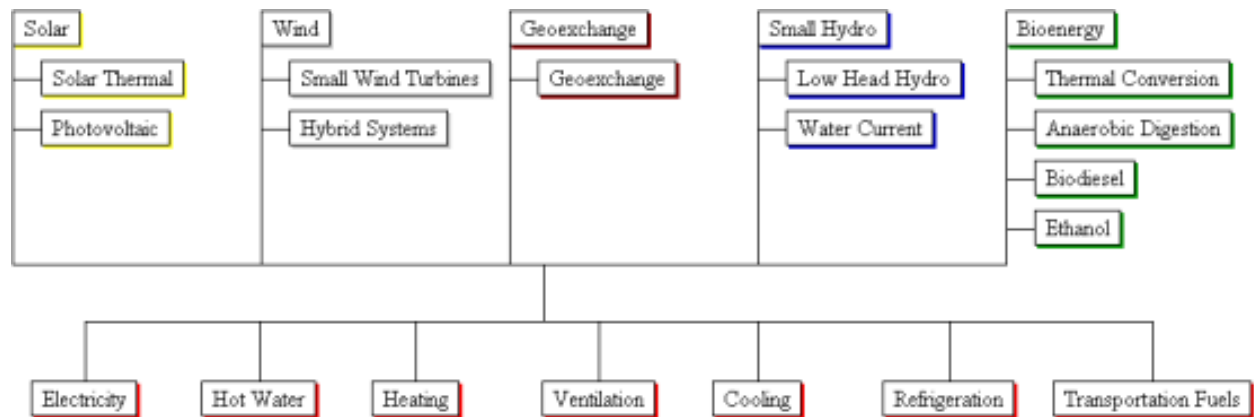 Solar
Wind
Geoexchange
Small Hydro
Bioenergy
Solar Thermal
Small Wind Turbines
Geoexchange
Low Head Hydro
Thermal Conversion
Photovoltaic
Hybrid Systems
Water Current
Anaerobic Digestion
Biodiesel
Ethanol
Electricity
Hot Water
Heating
Ventilation
Cooling
Refrigeration
Transportation Fuels